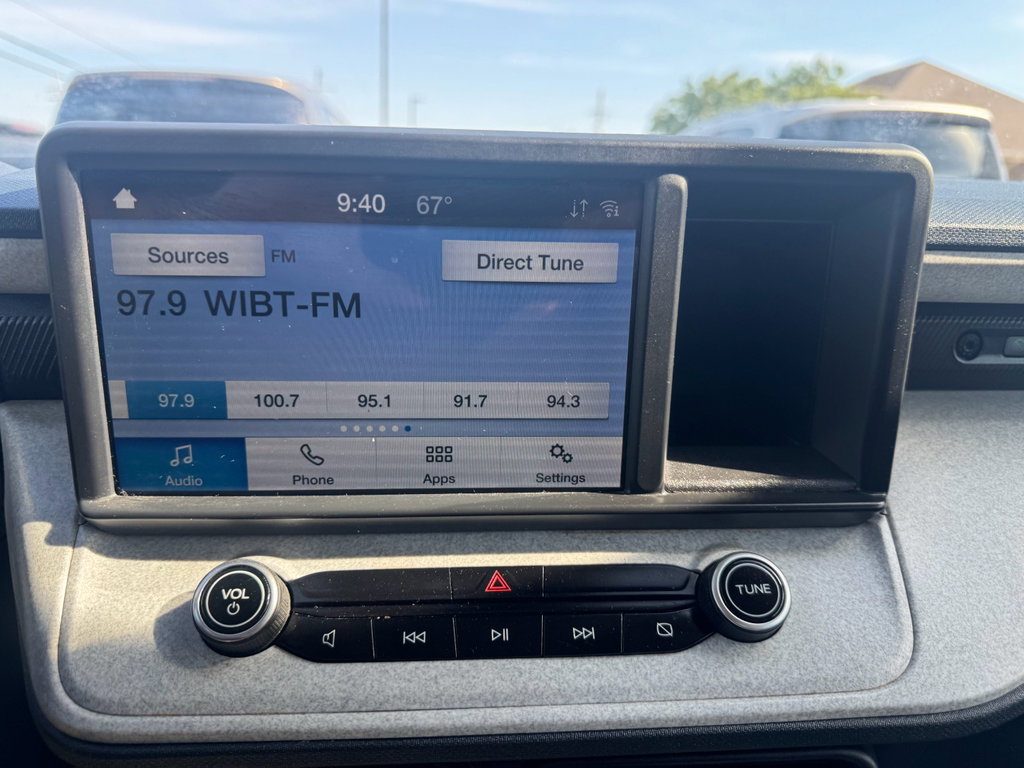 9:40 67°
Sources FM Direct Tune
97.9 WIBT-FM
97.9 100.7 95.1 91.7 94.3
Audio Phone Apps Settings
VOL TUNE